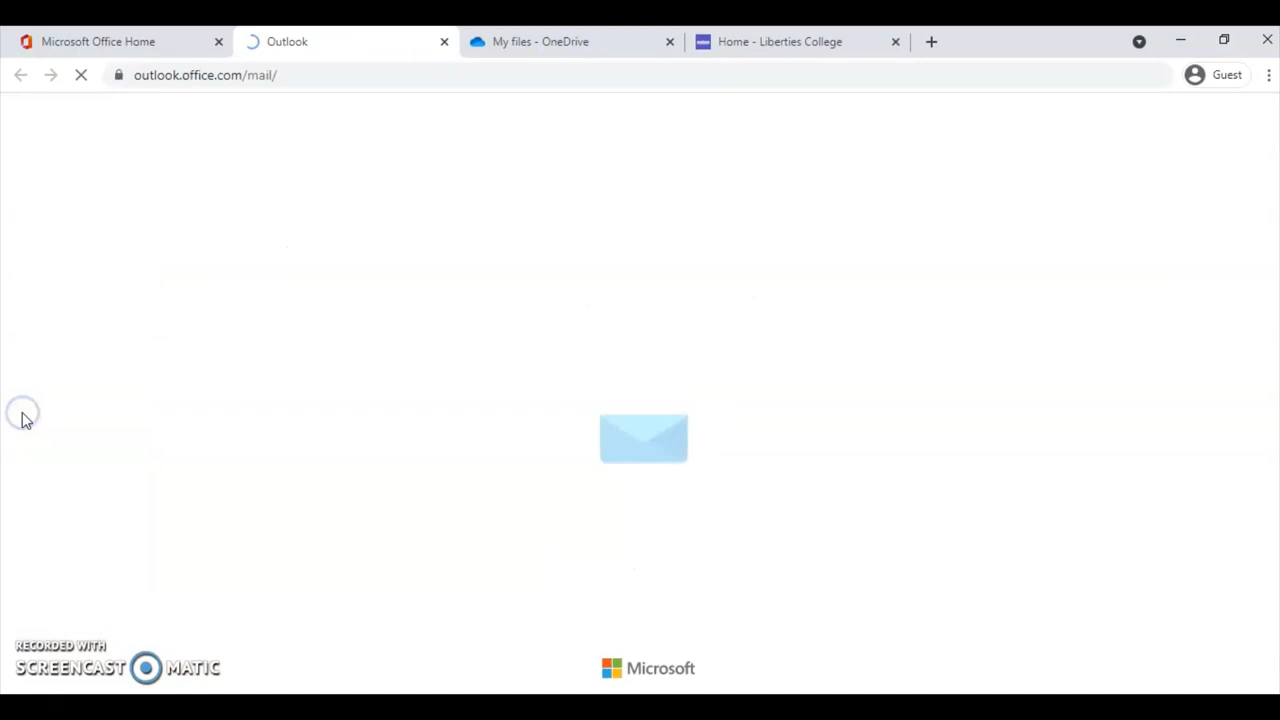 Microsoft Office Home
Outlook
My files - OneDrive
Home - Liberties College
outlook.office.com/mail/
Guest
RECORDED WITH
SCREENCAST MATIC
Microsoft